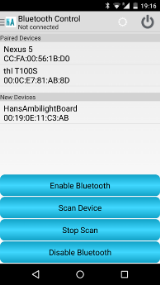 19:16
Bluetooth Control
Not connected
Paired Devices
Nexus 5
CC:FA:00:56:1B:D0
thl T100S
00:0C:E7:81:AB:8D
New Devices
HansAmbilightBoard
00:19:0E:11:C3:AB
Enable Bluetooth
Scan Device
Stop Scan
Disable Bluetooth